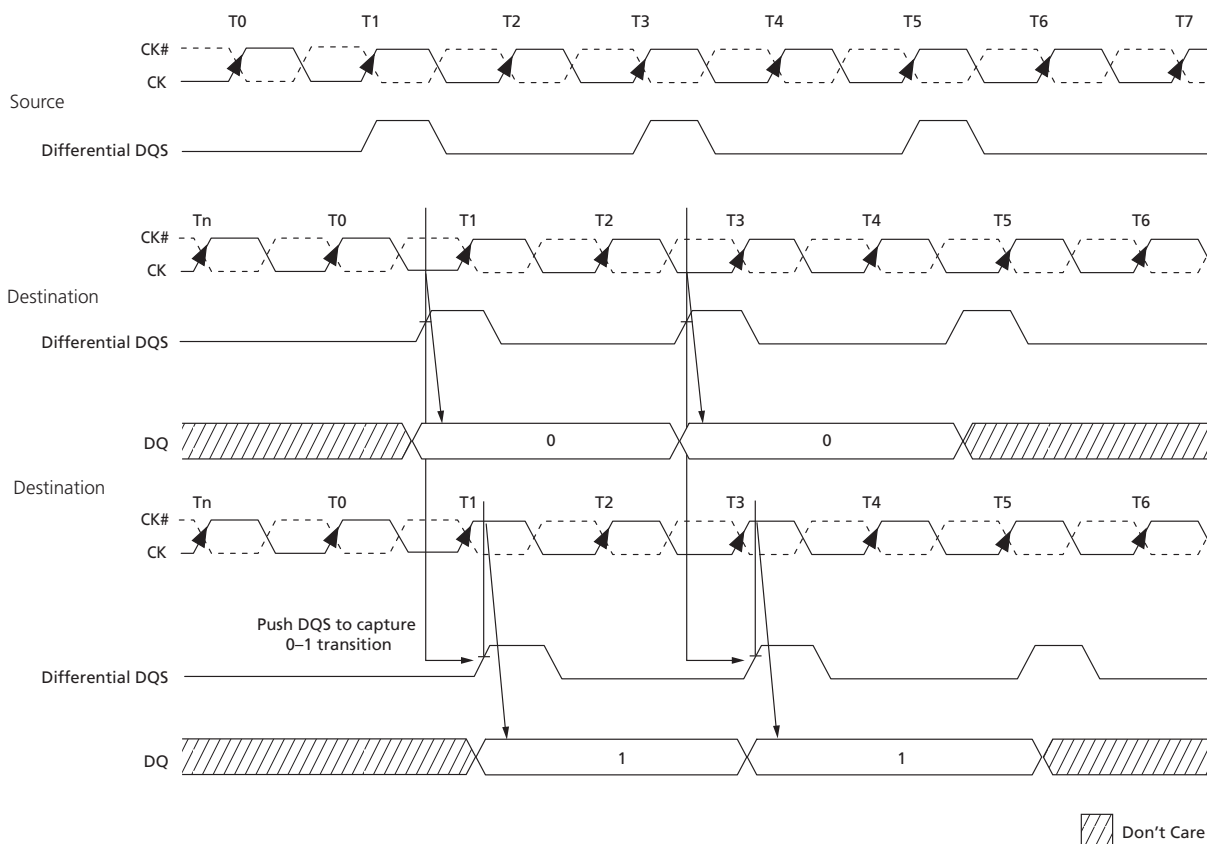 T0 T1 T2 T3 T4 T5 T6 T7
CK#
CK
Source
Differential DQS
Tn T0 T1 T2 T3 T4 T5 T6
CK#
CK
Destination
Differential DQS
DQ 0 0
Destination
Tn T0 T1 T2 T3 T4 T5 T6
CK#
CK
Push DQS to capture
0–1 transition
Differential DQS
DQ 1 1
Don't Care